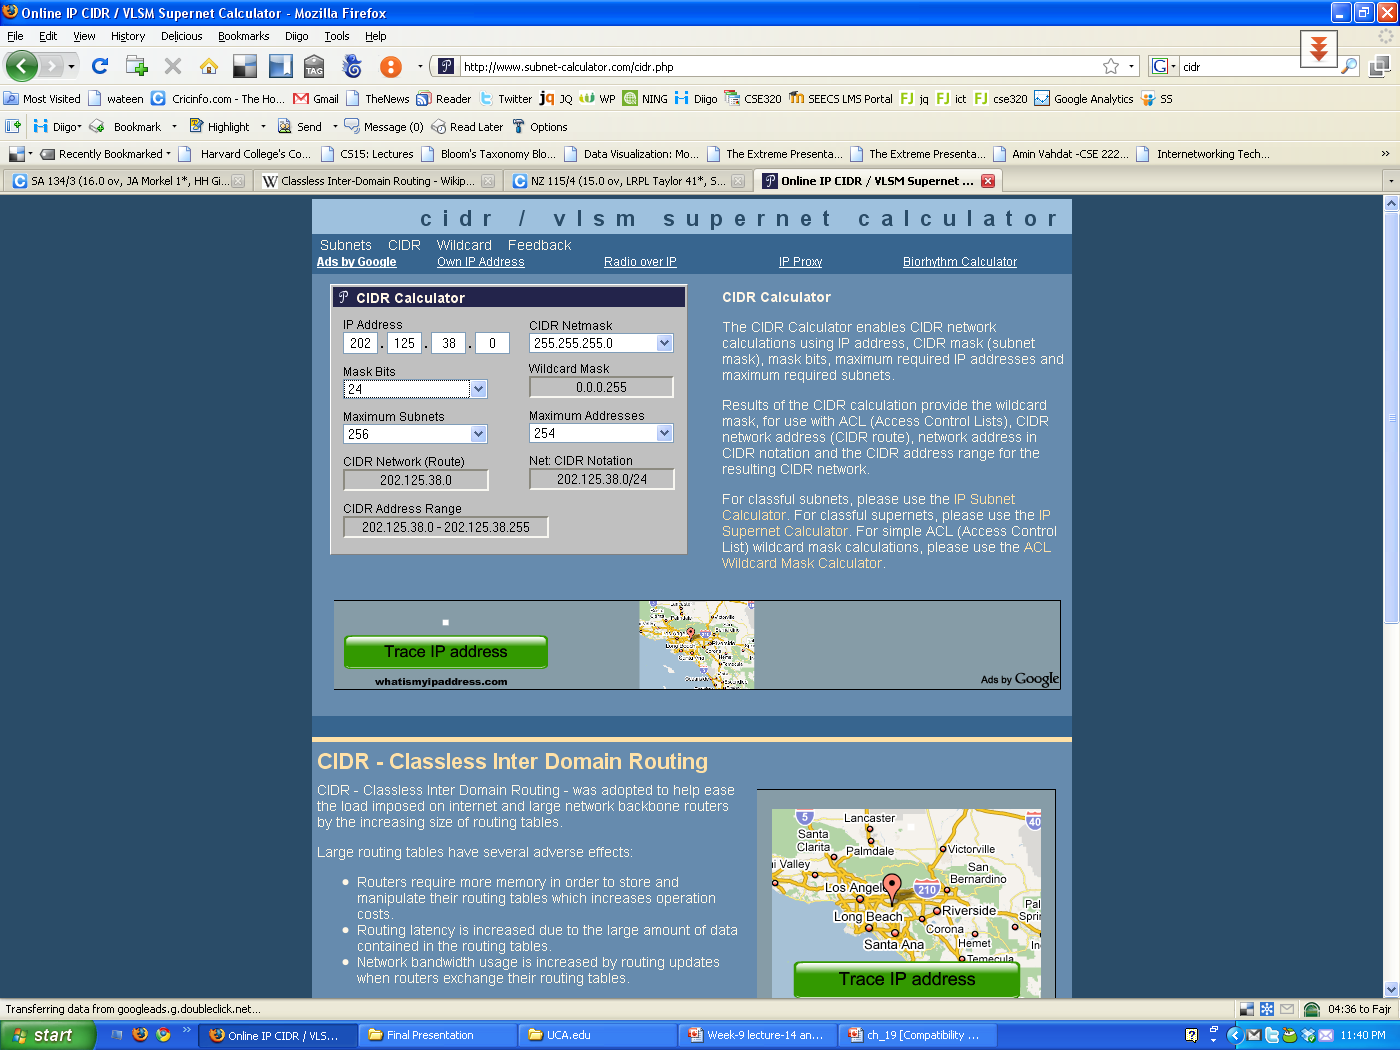 Online IP CIDR / VLSM Supernet Calculator - Mozilla Firefox
File Edit View History Delicious Bookmarks Diigo Tools Help
http://www.subnet-calculator.com/cidr.php
cidr
Most Visited wateen Cricinfo.com - The Ho... Gmail TheNews Reader Twitter jq JQ WP NING Diigo CSE320 SEECS LMS Portal FJ jq FJ ict FJ cse320 Google Analytics SS
Diigo Bookmark Highlight Send Message (0) Read Later Options
Recently Bookmarked Harvard College's Co... CS15: Lectures Bloom's Taxonomy Blo... Data Visualization: Mo... The Extreme Presenta... The Extreme Presenta... Amin Vahdat -CSE 222... Internetworking Tech...
SA 134/3 (16.0 ov, JA Morkel 1*, HH Gi... Classless Inter-Domain Routing - Wikip... NZ 115/4 (15.0 ov, LRPL Taylor 41*, S... Online IP CIDR / VLSM Supernet ...
cidr / vlsm supernet calculator
Subnets CIDR Wildcard Feedback
Ads by Google Own IP Address Radio over IP IP Proxy Biorhythm Calculator
CIDR Calculator
IP Address CIDR Netmask
202 . 125 . 38 . 0 255.255.255.0
Mask Bits Wildcard Mask
24 0.0.0.255
Maximum Subnets Maximum Addresses
256 254
CIDR Network (Route) Net: CIDR Notation
202.125.38.0 202.125.38.0/24
CIDR Address Range
202.125.38.0 - 202.125.38.255
CIDR Calculator
The CIDR Calculator enables CIDR network
calculations using IP address, CIDR mask (subnet
mask), mask bits, maximum required IP addresses and
maximum required subnets.
Results of the CIDR calculation provide the wildcard
mask, for use with ACL (Access Control Lists), CIDR
network address (CIDR route), network address in
CIDR notation and the CIDR address range for the
resulting CIDR network.
For classful subnets, please use the IP Subnet
Calculator. For classful supernets, please use the IP
Supernet Calculator. For simple ACL (Access Control
List) wildcard mask calculations, please use the ACL
Wildcard Mask Calculator.
Trace IP address
whatismyipaddress.com
Ads by Google
CIDR - Classless Inter Domain Routing
CIDR - Classless Inter Domain Routing - was adopted to help ease
the load imposed on internet and large network backbone routers
by the increasing size of routing tables.
Large routing tables have several adverse effects:
Routers require more memory in order to store and
manipulate their routing tables which increases operation
costs.
Routing latency is increased due to the large amount of data
contained in the routing tables.
Network bandwidth usage is increased by routing updates
when routers exchange their routing tables.
5 Lancaster 40
Santa
Clarita Palmdale Victorville
i Valley San
Bernardino
Los Angele 210
Long Beach Riverside
Corona
Santa Ana Hemet
Temecula
Trace IP address
Transferring data from googleads.g.doubleclick.net...
04:36 to Fajr
start Online IP CIDR / VLS... Final Presentation UCA.edu Week-9 lecture-14 an... ch_19 [Compatibility ... 11:40 PM